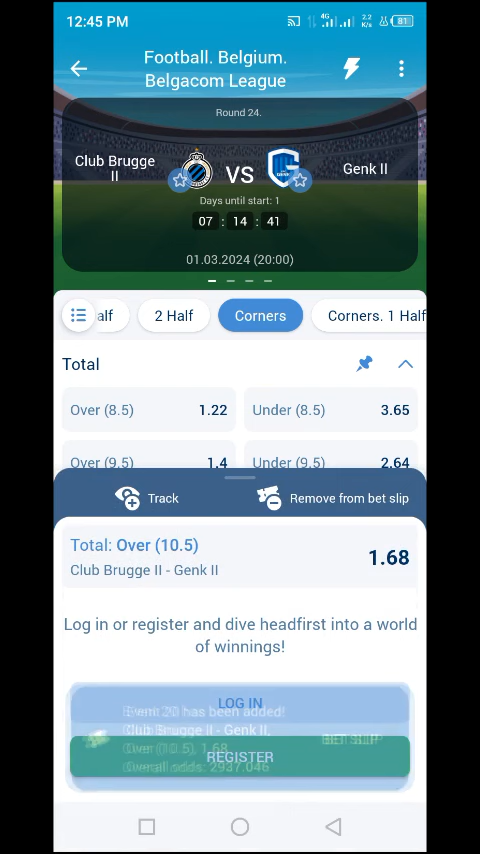 12:45 PM
4G
2.2
K/s
81
Football. Belgium.
Belgacom League
Round 24.
Club Brugge
II
VS
Genk II
Days until start: 1
07 : 14 : 41
01.03.2024 (20:00)
alf
2 Half
Corners
Corners. 1 Half
Total
Over (8.5) 1.22 Under (8.5) 3.65
Over (9.5) 1.4 Under (9.5) 2.64
Track
Remove from bet slip
Total: Over (10.5)
Club Brugge II - Genk II
1.68
Log in or register and dive headfirst into a world
of winnings!
LOG IN
has been added!
Club Brugge II - Genk II,
Over (10.5), 1.68
BET SLIP
REGISTER
Overall odds: 2937.046